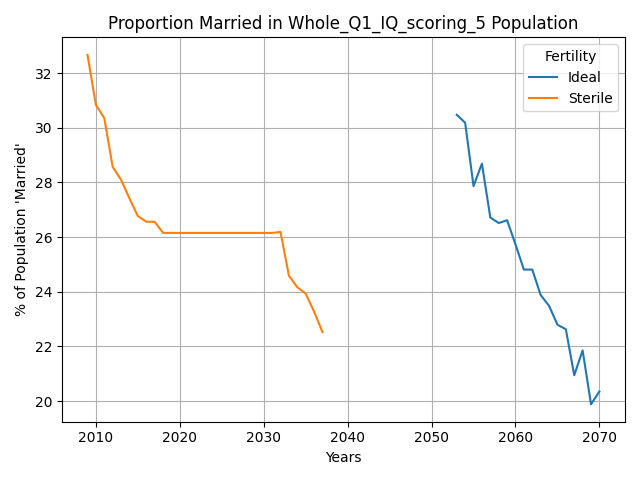 Proportion Married in Whole_Q1_IQ_scoring_5 Population
Fertility
Ideal
Sterile
% of Population 'Married'
32
30
28
26
24
22
20
2010 2020 2030 2040 2050 2060 2070
Years